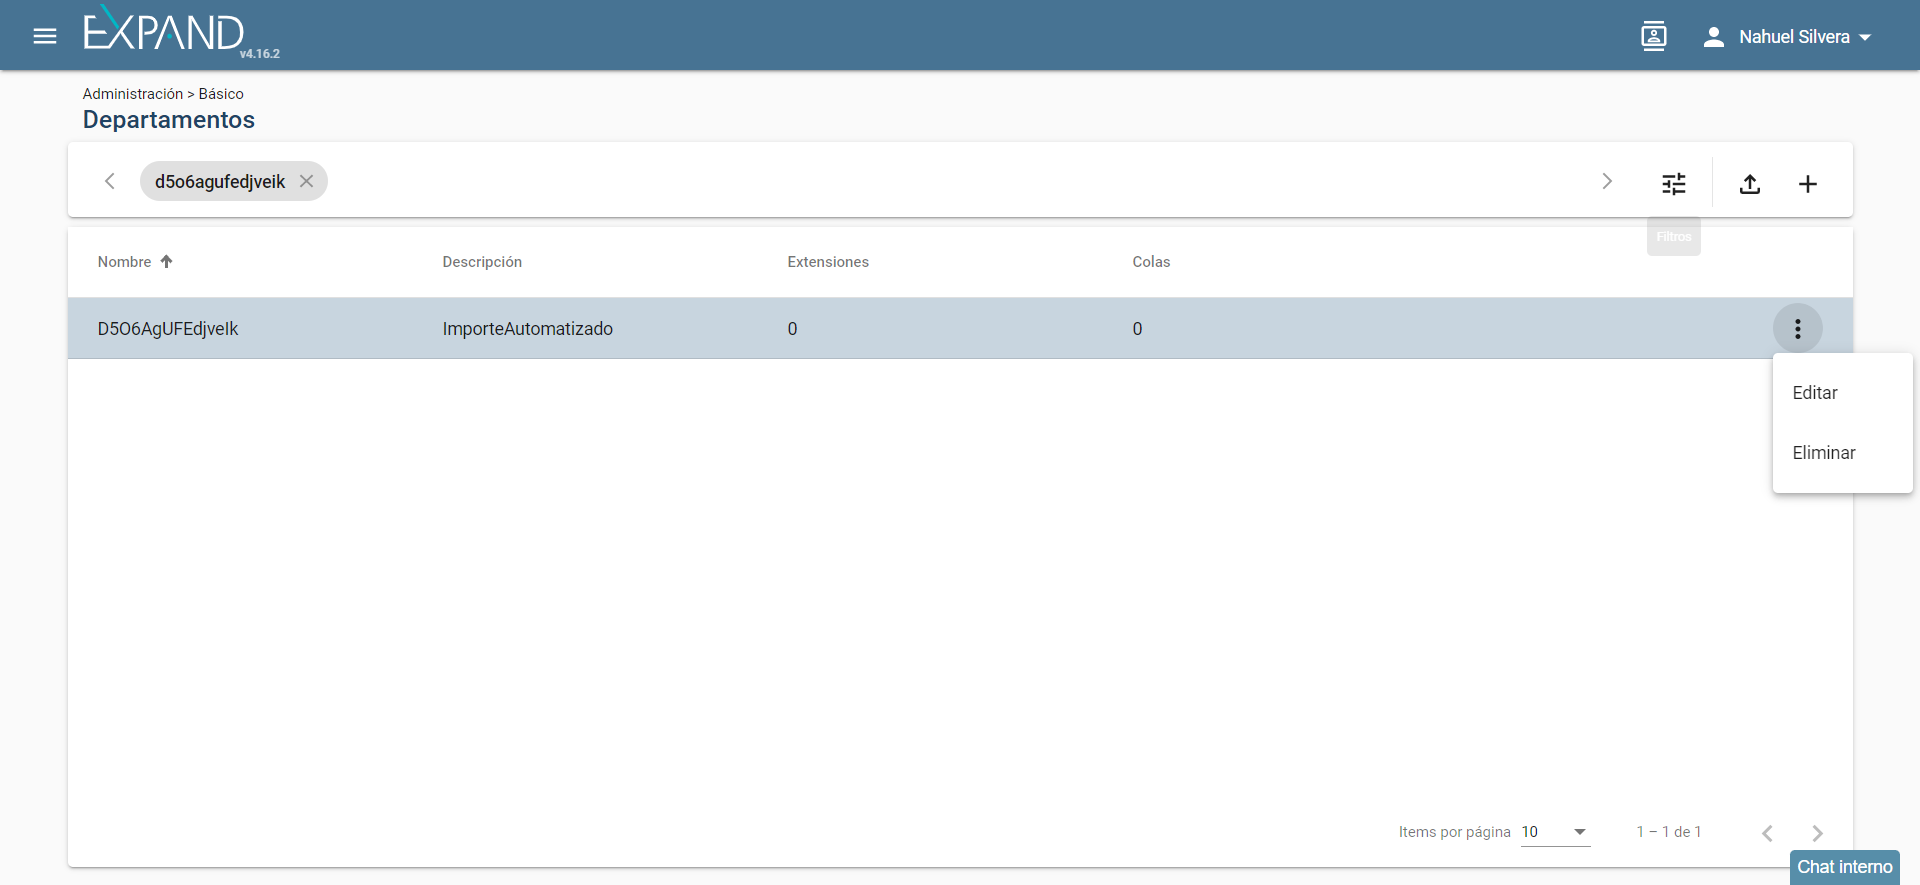 EXPAND
v4.16.2
Nahuel Silvera
Administración > Básico
Departamentos
d5o6agufedjveik
Filtros
Nombre Descripción Extensiones Colas
D5O6AgUFEdjveIk ImporteAutomatizado 0 0
Editar
Eliminar
Items por página 10 1 – 1 de 1
Chat interno